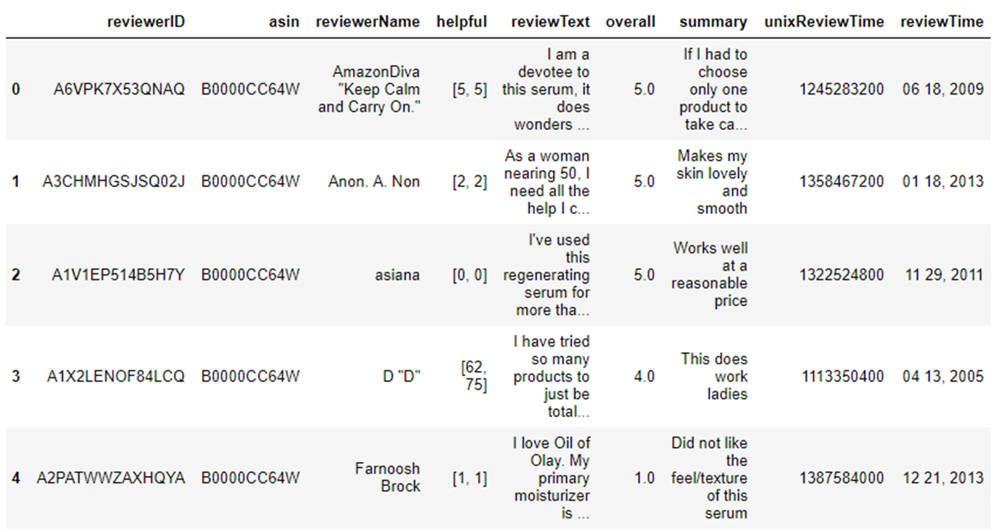 reviewerID asin reviewerName helpful reviewText overall summary unixReviewTime reviewTime
0 A6VPK7X53QNAQ B0000CC64W AmazonDiva "Keep Calm and Carry On." [5, 5] I am a devotee to this serum, it does wonders ... 5.0 If I had to choose only one product to take ca... 1245283200 06 18, 2009
1 A3CHMHGSJSQ02J B0000CC64W Anon. A. Non [2, 2] As a woman nearing 50, I need all the help I c... 5.0 Makes my skin lovely and smooth 1358467200 01 18, 2013
2 A1V1EP514B5H7Y B0000CC64W asiana [0, 0] I've used this regenerating serum for more tha... 5.0 Works well at a reasonable price 1322524800 11 29, 2011
3 A1X2LENOF84LCQ B0000CC64W D "D" [62, 75] I have tried so many products to just be total... 4.0 This does work ladies 1113350400 04 13, 2005
4 A2PATWWZAXHQYA B0000CC64W Farnoosh Brock [1, 1] I love Oil of Olay. My primary moisturizer is ... 1.0 Did not like the feel/texture of this serum 1387584000 12 21, 2013